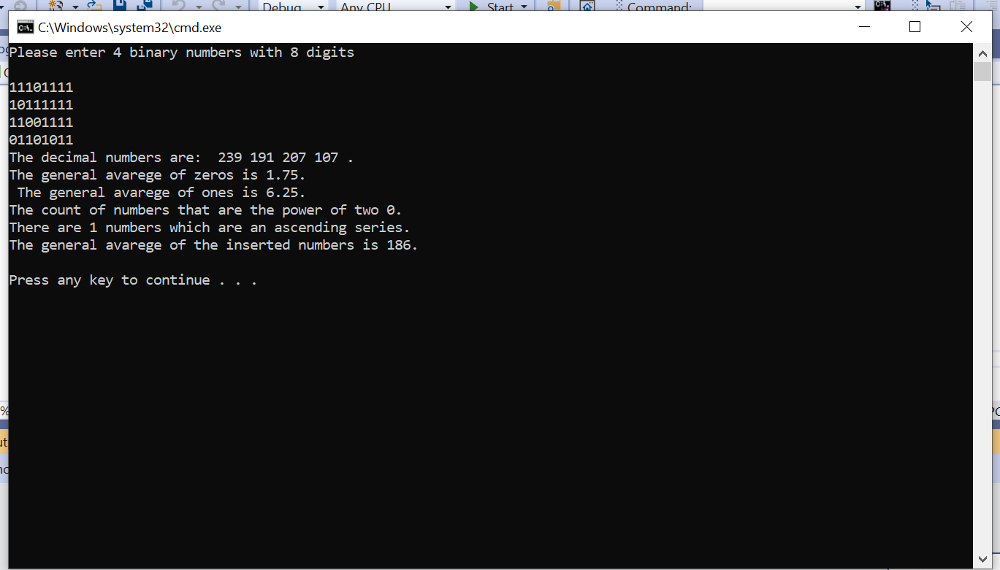 Debug Any CPU Start Command:
C:\Windows\system32\cmd.exe
Please enter 4 binary numbers with 8 digits
11101111
10111111
11001111
01101011
The decimal numbers are:  239 191 207 107 .
The general avarege of zeros is 1.75.
 The general avarege of ones is 6.25.
The count of numbers that are the power of two 0.
There are 1 numbers which are an ascending series.
The general avarege of the inserted numbers is 186.
Press any key to continue . . .